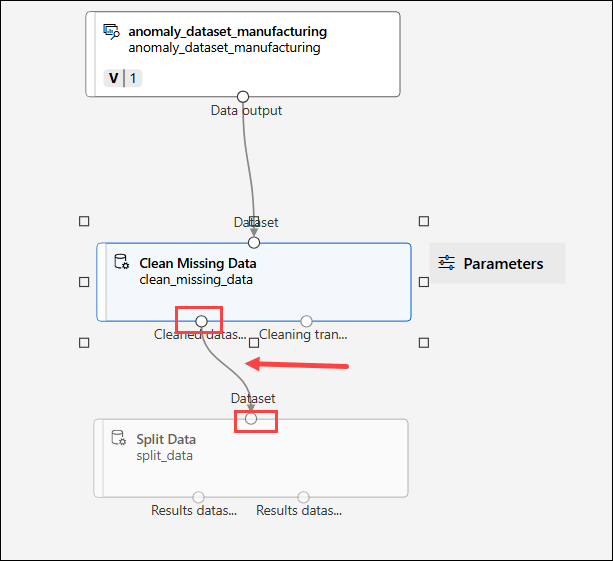 anomaly_dataset_manufacturing
anomaly_dataset_manufacturing
V 1
Data output
Dataset
Clean Missing Data
clean_missing_data
Parameters
Cleaned datas... Cleaning tran...
Dataset
Split Data
split_data
Results datas... Results datas...